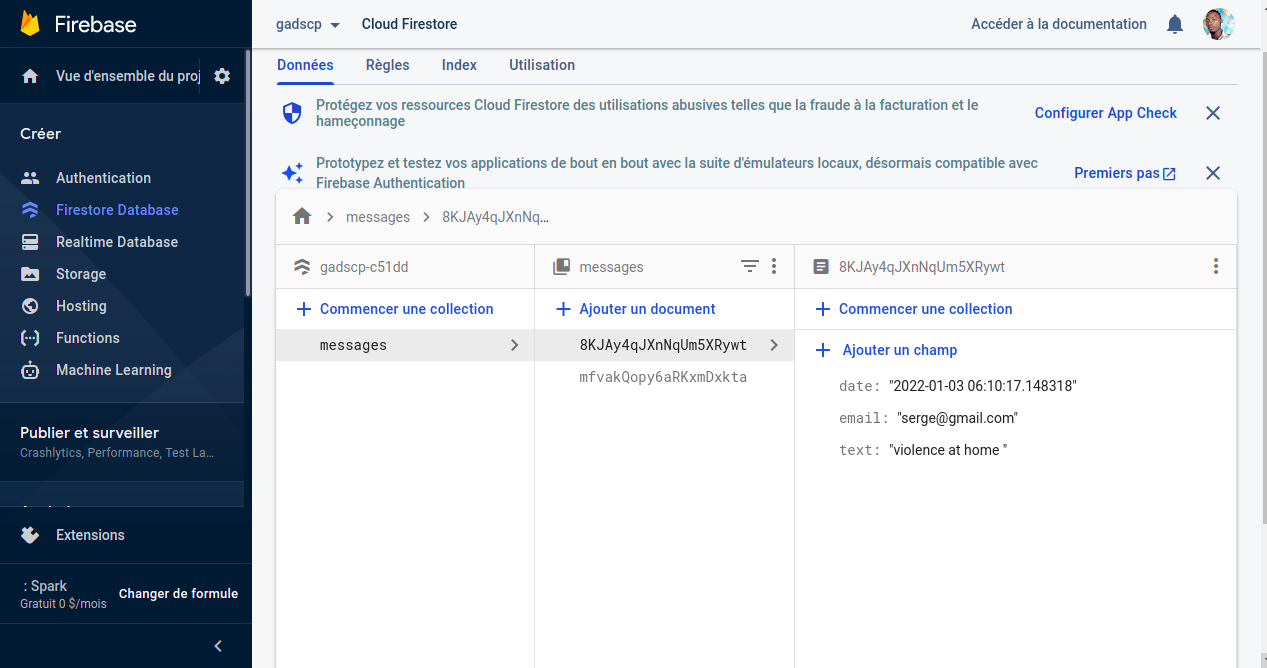 Firebase
gadscp
Cloud Firestore
Accéder à la documentation
Vue d'ensemble du proj
Créer
Authentication
Firestore Database
Realtime Database
Storage
Hosting
Functions
Machine Learning
Publier et surveiller
Crashlytics, Performance, Test La...
Extensions
: Spark
Gratuit 0 $/mois
Changer de formule
Données
Règles
Index
Utilisation
Protégez vos ressources Cloud Firestore des utilisations abusives telles que la fraude à la facturation et le
hameçonnage
Configurer App Check
Prototypez et testez vos applications de bout en bout avec la suite d'émulateurs locaux, désormais compatible avec
Firebase Authentication
Premiers pas
messages
8KJAy4qJXnNq...
gadscp-c51dd
messages
8KJAy4qJXnNqUm5XRywt
Commencer une collection
Ajouter un document
Commencer une collection
messages
8KJAy4qJXnNqUm5XRywt
mfvakQopy6aRKxmDxkta
Ajouter un champ
date: "2022-01-03 06:10:17.148318"
email: "serge@gmail.com"
text: "violence at home "